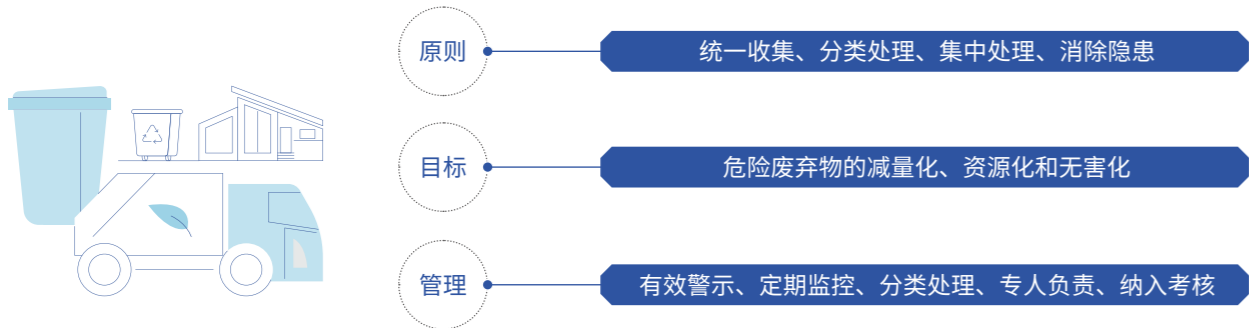 原则
统一收集、分类处理、集中处理、消除隐患
目标
危险废弃物的减量化、资源化和无害化
管理
有效警示、定期监控、分类处理、专人负责、纳入考核